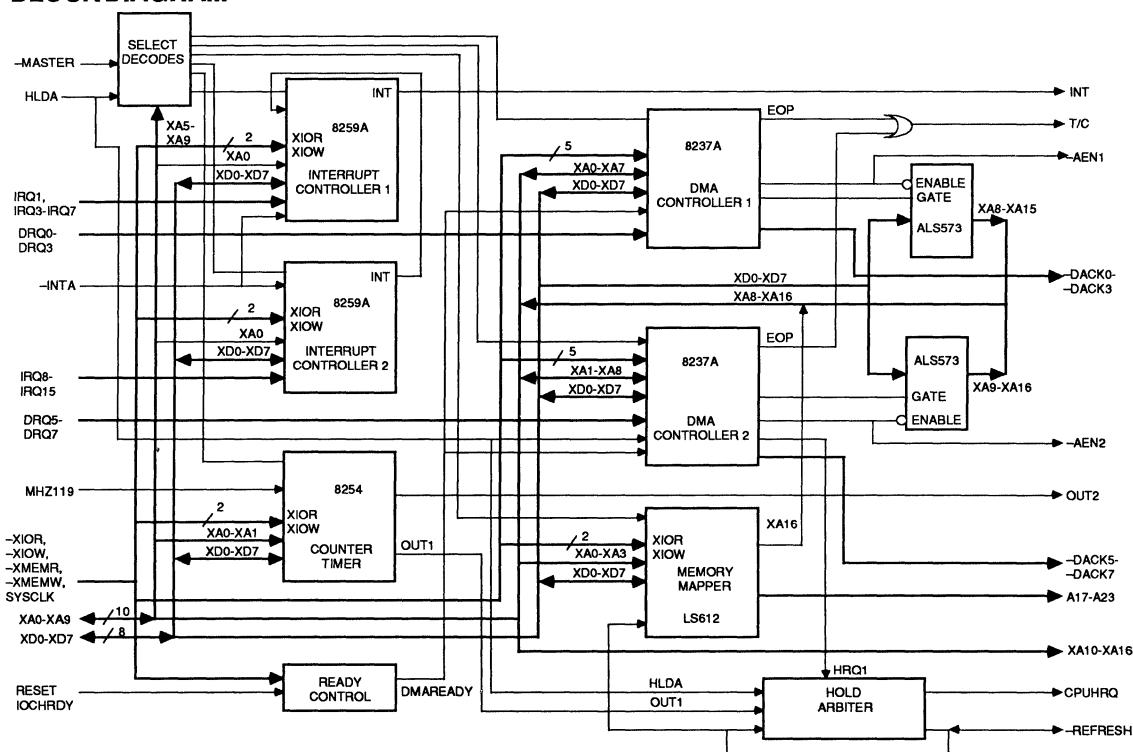 SELECT
DECODES
–MASTER
HLDA
XA5-
XA9
2
XIOR
XIOW
XA0
XD0-XD7
INT
8259A
INTERRUPT
CONTROLLER 1
IRQ1,
IRQ3-IRQ7
DRQ0-
DRQ3
–INTA
INT
8259A
2
XIOR
XIOW
XA0
XD0-XD7
INTERRUPT
CONTROLLER 2
IRQ8-
IRQ15
DRQ5-
DRQ7
MHZ119
8254
2
XIOR
XIOW
XA0-XA1
XD0-XD7
COUNTER
TIMER
OUT1
–XIOR,
–XIOW,
–XMEMR,
–XMEMW,
SYSCLK
XA0-XA9
10
XD0-XD7
8
RESET
IOCHRDY
READY
CONTROL
DMAREADY
8237A
5
XA0-XA7
XD0-XD7
DMA
CONTROLLER 1
EOP
INT
T/C
–AEN1
ENABLE
GATE
ALS573
XA8-XA15
–DACK0-
–DACK3
XD0-XD7
XA8-XA16
8237A
5
XA1-XA8
XD0-XD7
DMA
CONTROLLER 2
EOP
ALS573
GATE
ENABLE
XA9-XA16
–AEN2
OUT2
XA16
2
XIOR
XIOW
XA0-XA3
XD0-XD7
MEMORY
MAPPER
LS612
–DACK5-
–DACK7
A17-A23
XA10-XA16
HRQ1
HLDA
OUT1
HOLD
ARBITER
CPUHRQ
–REFRESH